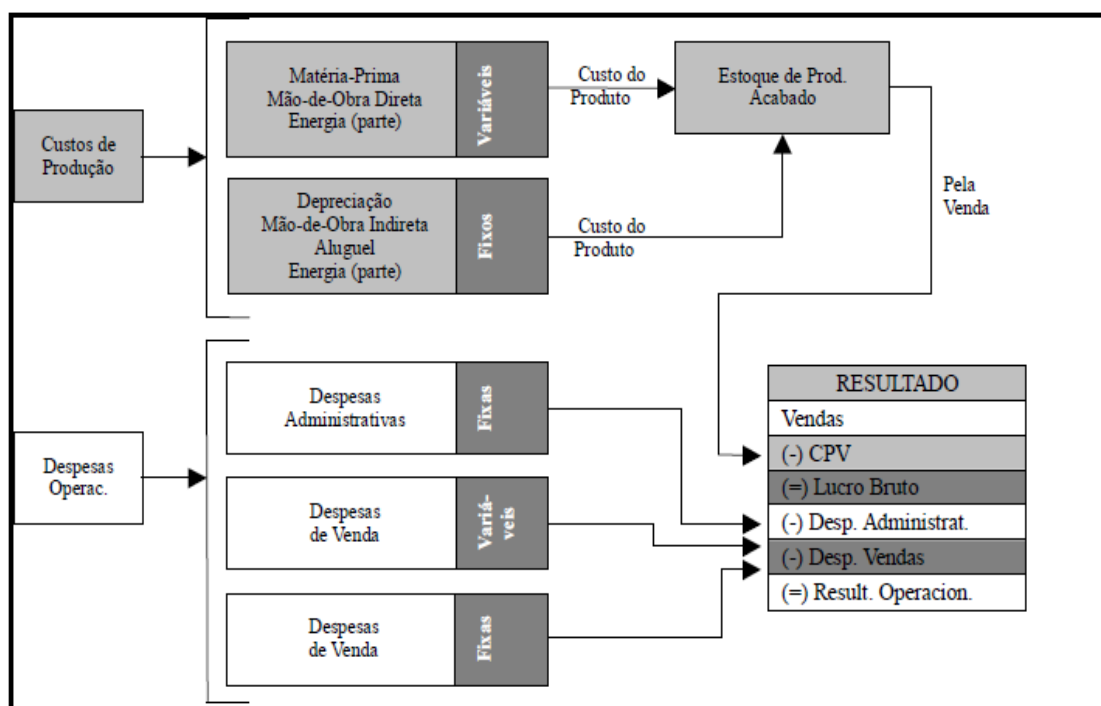 Custos de
Produção
Matéria-Prima
Mão-de-Obra Direta
Energia (parte)
Variáveis
Custo do
Produto
Estoque de Prod.
Acabado
Depreciação
Mão-de-Obra Indireta
Aluguel
Energia (parte)
Fixos
Custo do
Produto
Pela
Venda
Despesas
Operac.
Despesas
Administrativas
Fixas
Despesas
de Venda
Variá-
veis
Despesas
de Venda
Fixas
RESULTADO
Vendas
(-) CPV
(=) Lucro Bruto
(-) Desp. Administrat.
(-) Desp. Vendas
(=) Result. Operacion.